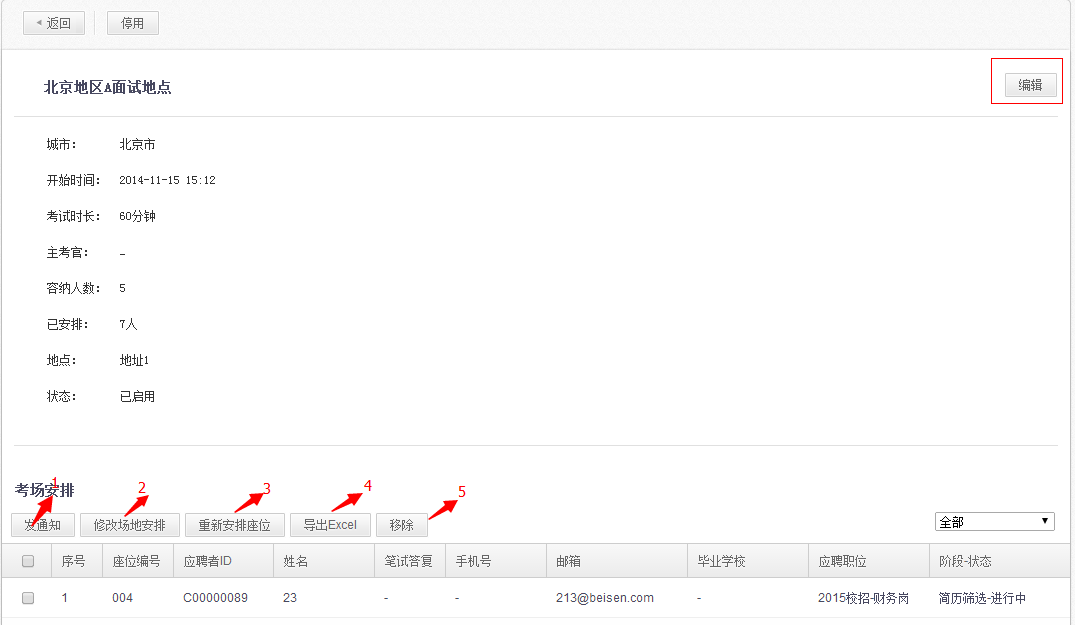 返回 停用
北京地区A面试地点 编辑
城市： 北京市
开始时间： 2014-11-15 15:12
考试时长： 60分钟
主考官： -
容纳人数： 5
已安排： 7人
地点： 地址1
状态： 已启用
考场安排 1 2 3 4 5
发通知 修改场地安排 重新安排座位 导出Excel 移除 全部
序号 座位编号 应聘者ID 姓名 笔试答复 手机号 邮箱 毕业学校 应聘职位 阶段-状态
1 004 C00000089 23 - - 213@beisen.com - 2015校招-财务岗 简历筛选-进行中